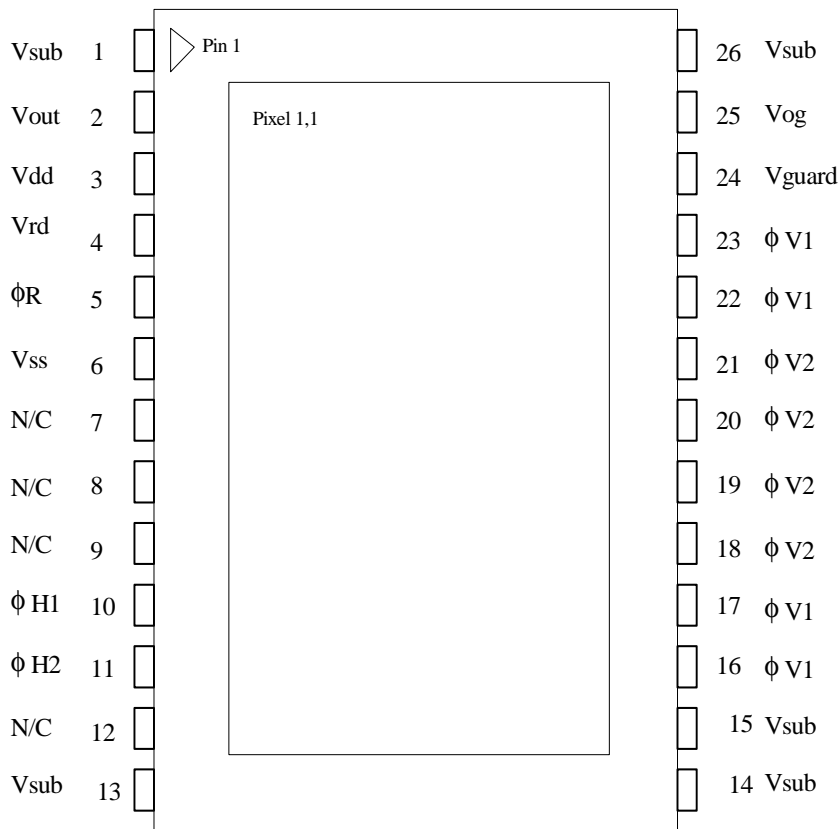 Vsub 1 Pin 1 26 Vsub
Vout 2 Pixel 1,1 25 Vog
Vdd 3 24 Vguard
Vrd 4 23 ϕ V1
ϕR 5 22 ϕ V1
Vss 6 21 ϕ V2
N/C 7 20 ϕ V2
N/C 8 19 ϕ V2
N/C 9 18 ϕ V2
ϕ H1 10 17 ϕ V1
ϕ H2 11 16 ϕ V1
N/C 12 15 Vsub
Vsub 13 14 Vsub